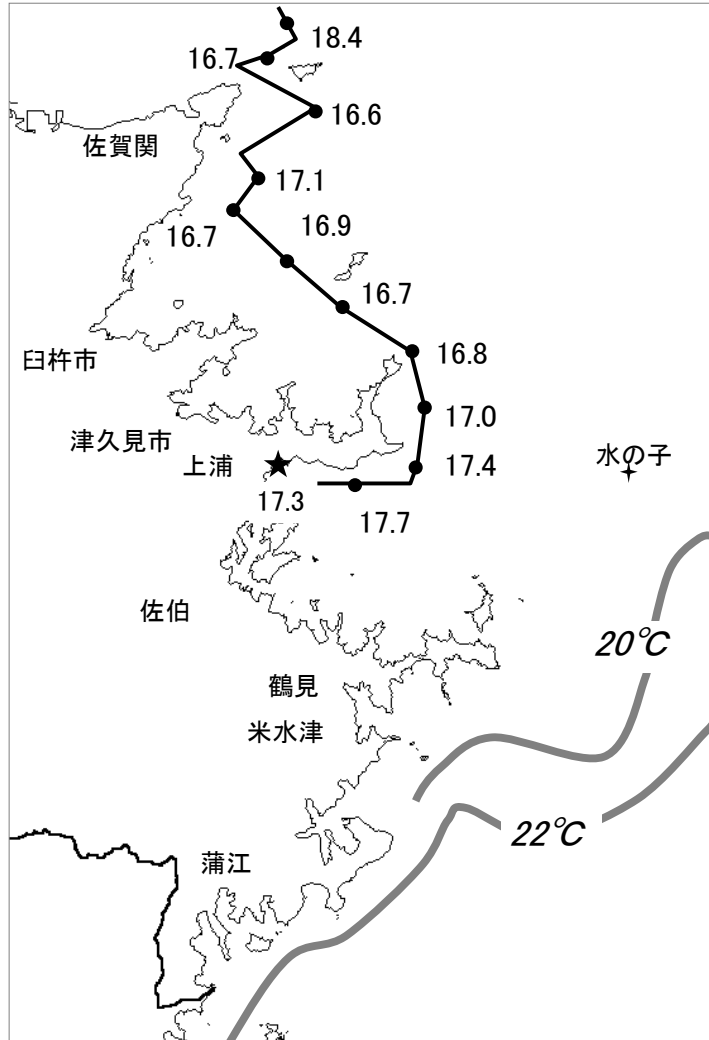 18.4
16.7
16.6
佐賀関
17.1
16.7
16.9
16.7
臼杵市
16.8
津久見市
17.0
上浦
17.4
水の子
17.3
17.7
佐伯
20℃
鶴見
米水津
22℃
蒲江